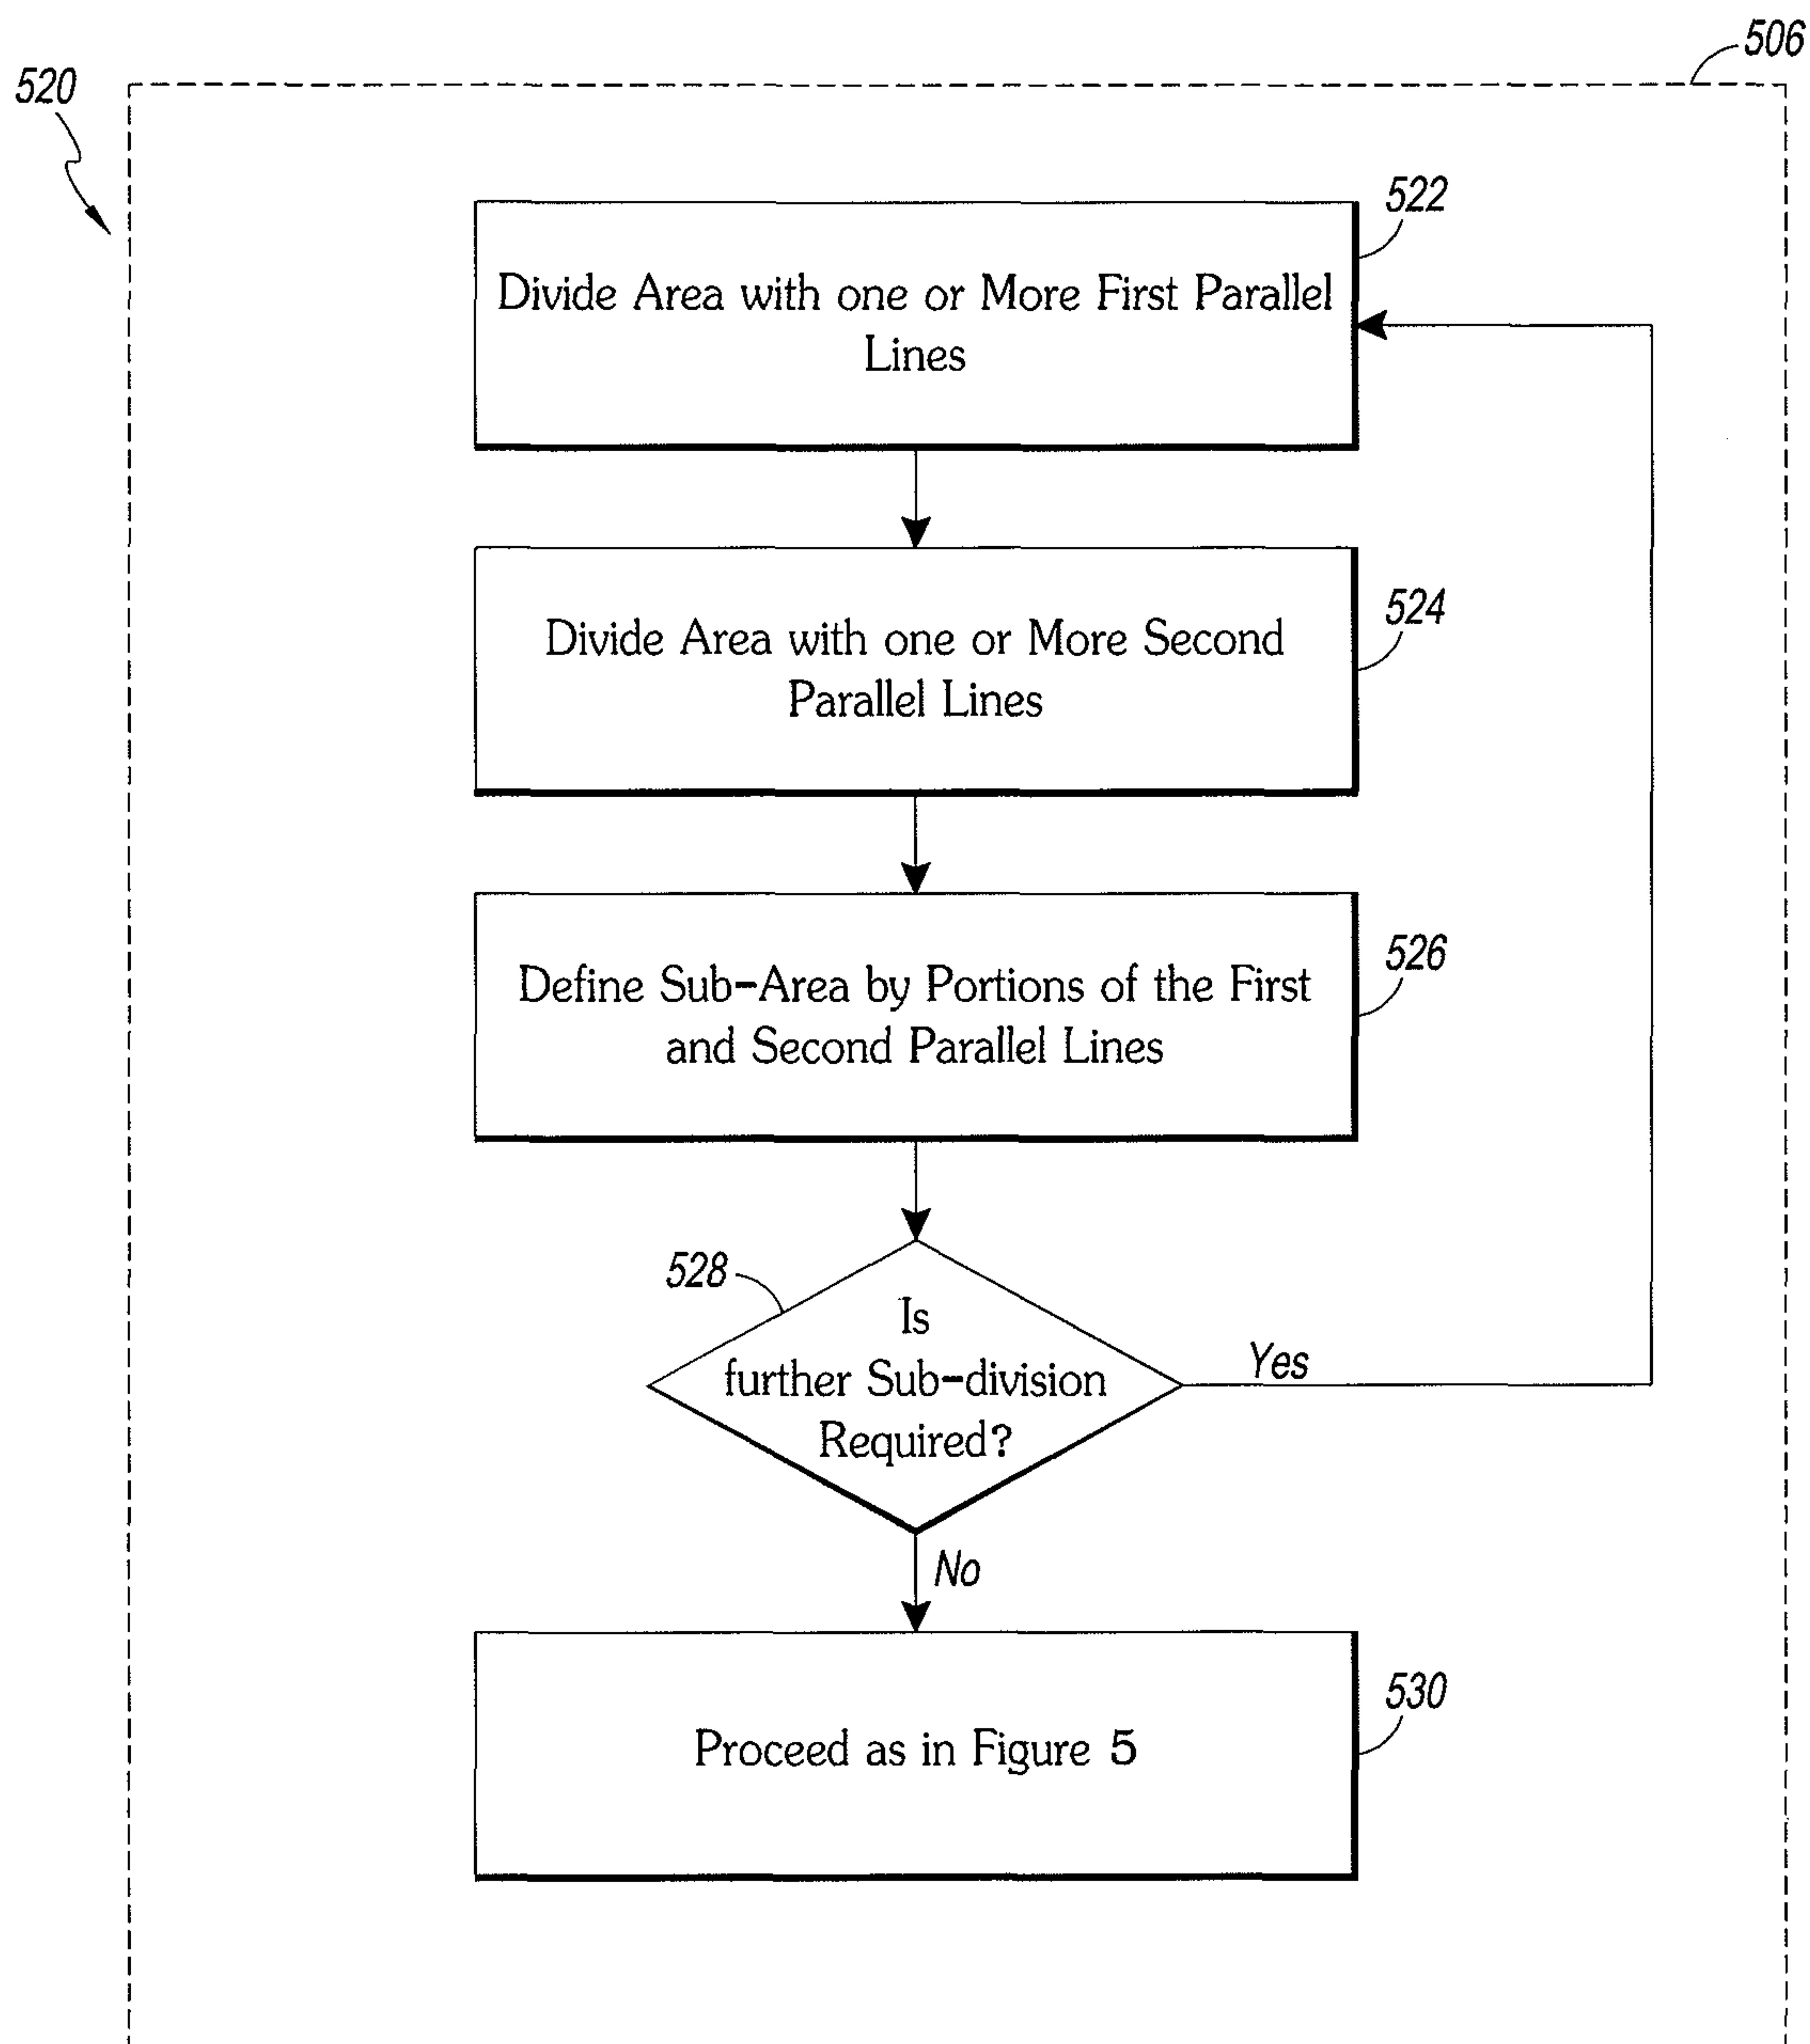 506
520
522
Divide Area with one or More First Parallel
Lines
524
Divide Area with one or More Second
Parallel Lines
526
Define Sub-Area by Portions of the First
and Second Parallel Lines
528
Is
further Sub-division
Required?
Yes
No
530
Proceed as in Figure 5